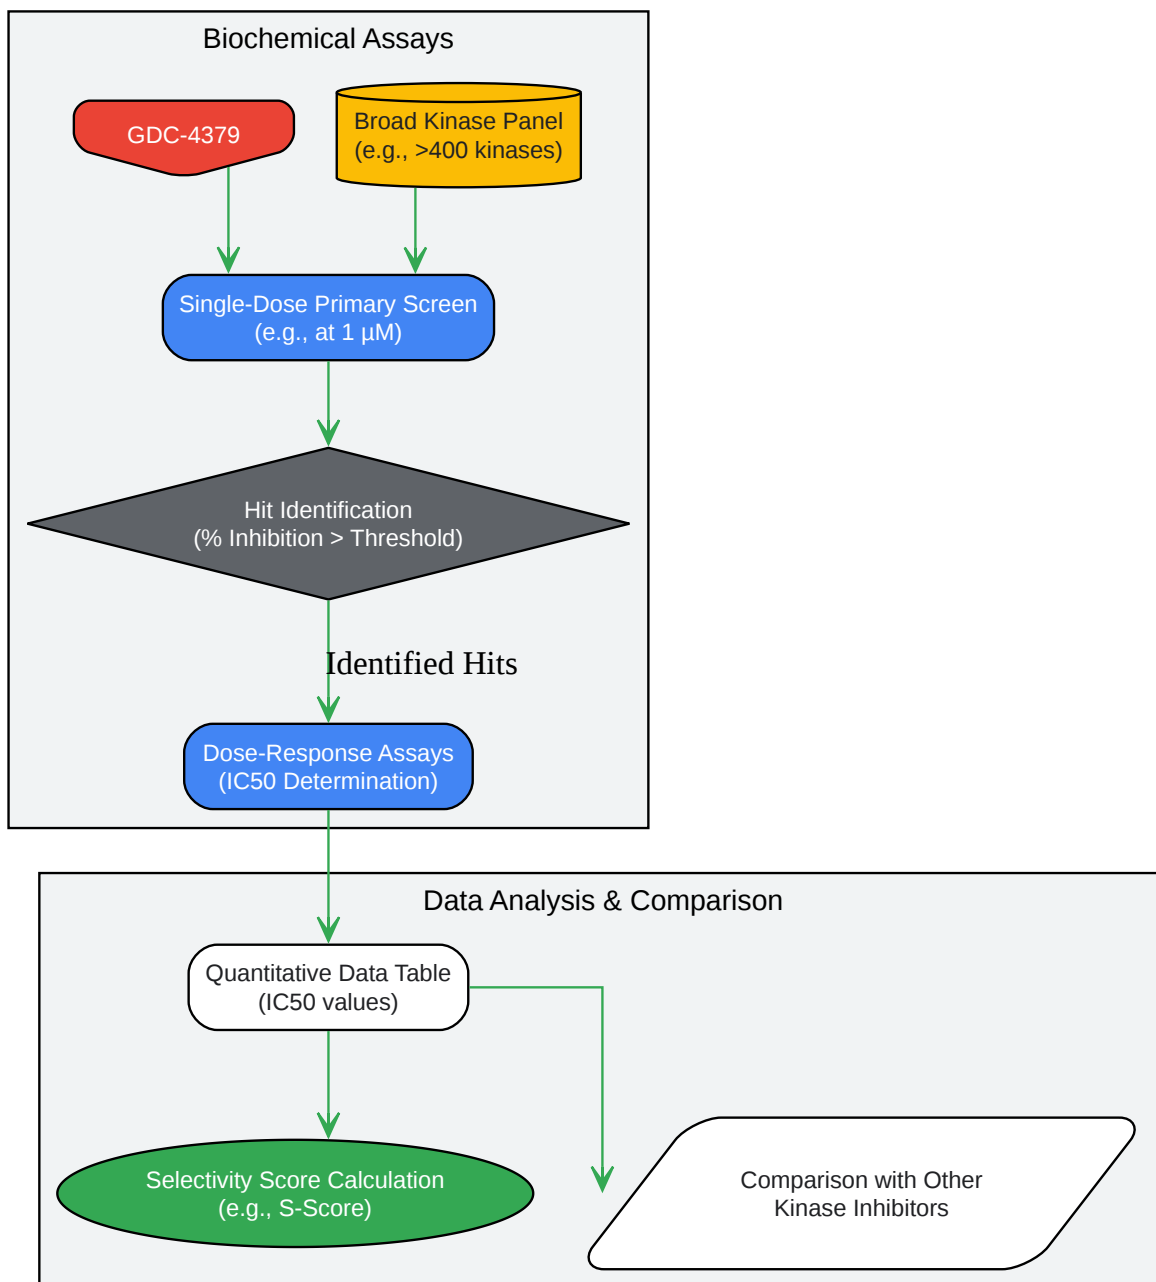 Biochemical Assays
GDC-4379
Broad Kinase Panel
(e.g., >400 kinases)
Single-Dose Primary Screen
(e.g., at 1 µM)
Hit Identification
(% Inhibition > Threshold)
Identified Hits
Dose-Response Assays
(IC50 Determination)
Data Analysis & Comparison
Quantitative Data Table
(IC50 values)
Selectivity Score Calculation
(e.g., S-Score)
Comparison with Other
Kinase Inhibitors